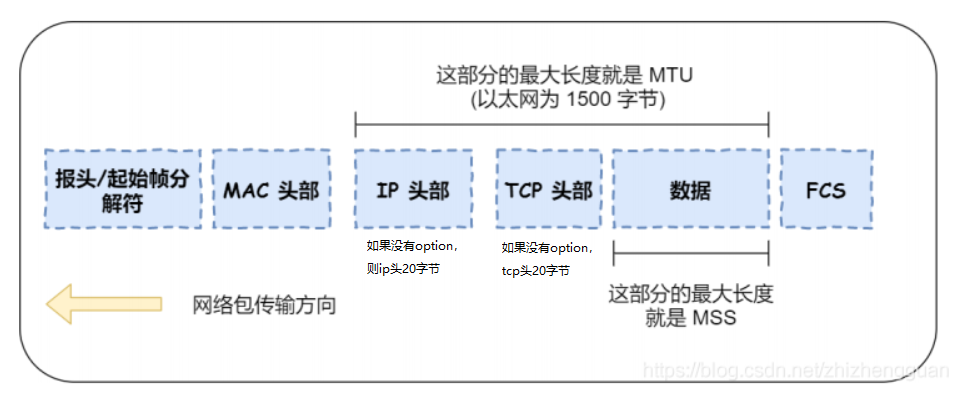 这部分的最大长度就是 MTU
(以太网为 1500 字节)
报头/起始帧分
解符
MAC 头部
IP 头部
TCP 头部
数据
FCS
如果没有option，
则ip头20字节
如果没有option，
tcp头20字节
网络包传输方向
这部分的最大长度
就是 MSS
https://blog.csdn.net/zhizhengguan